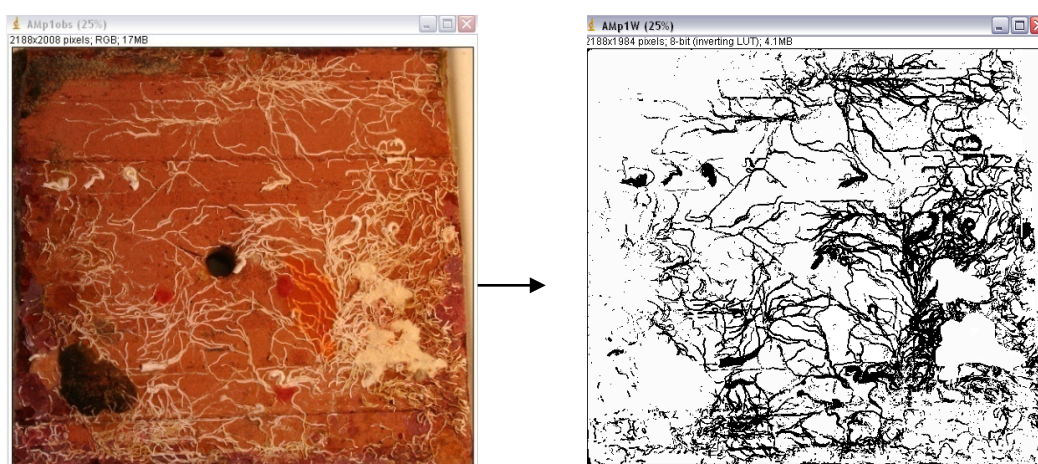 AMp1obs (25%)
2188x2008 pixels; RGB; 17MB
AMp1W (25%)
2188x1984 pixels; 8-bit (inverting LUT); 4.1MB